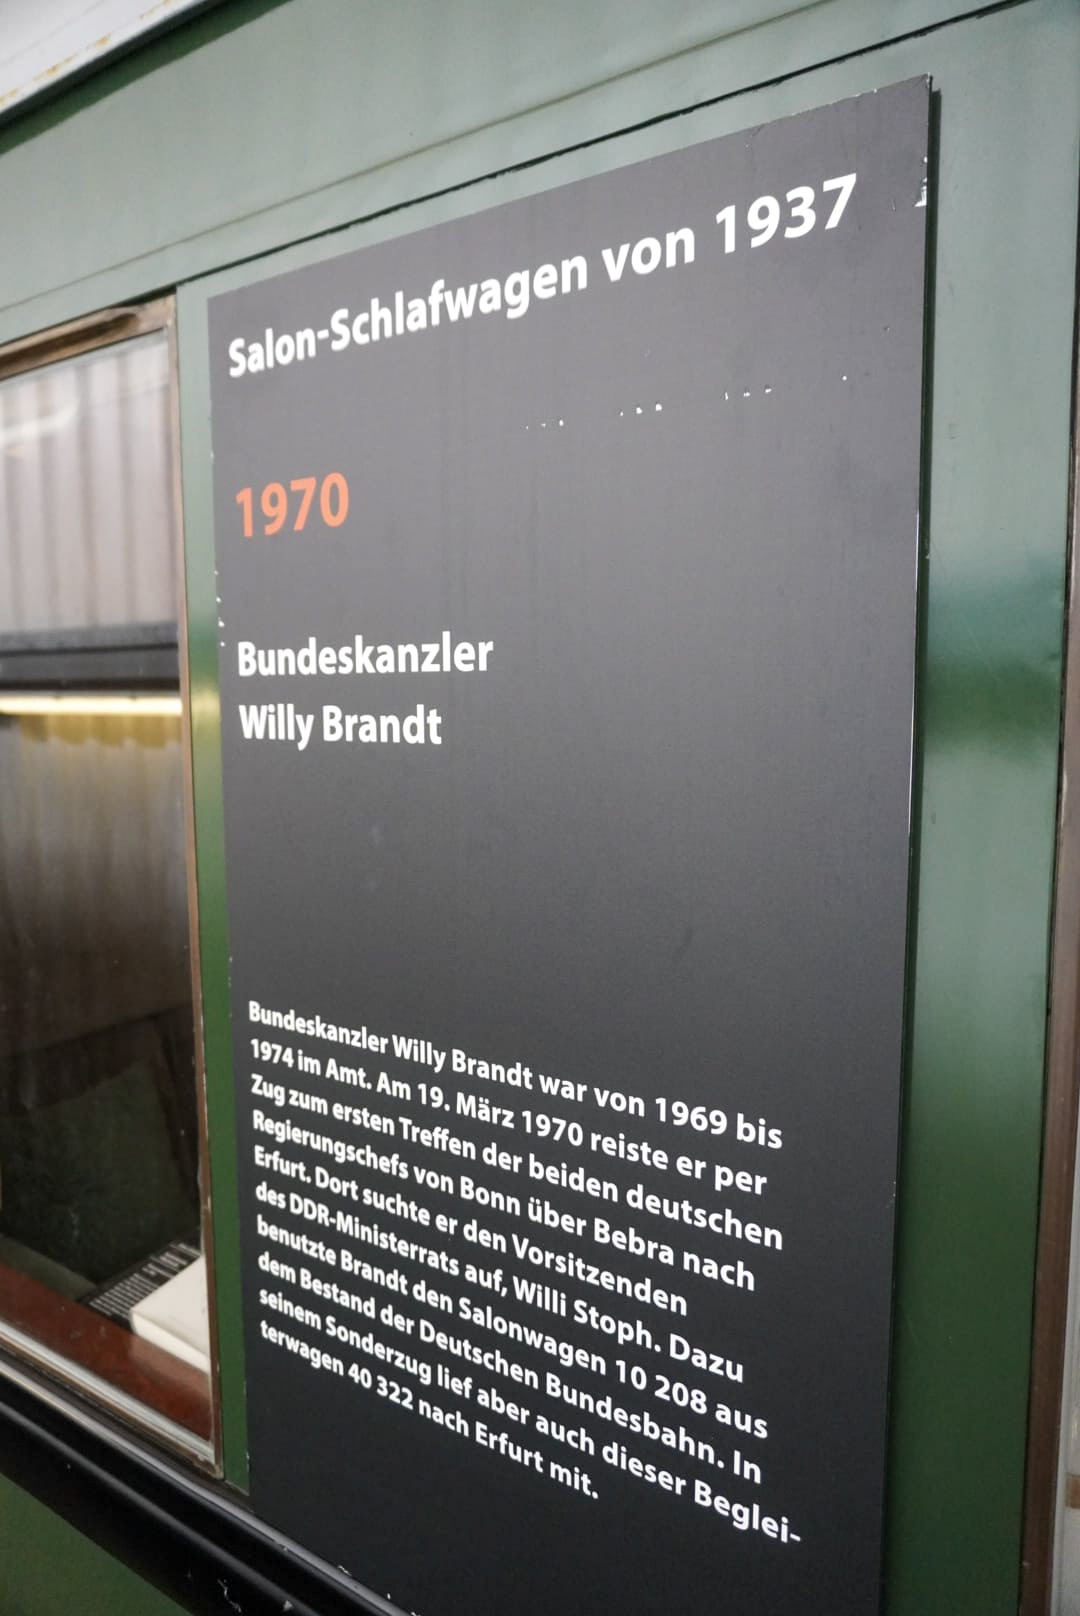 Salon-Schlafwagen von 1937
1970
Bundeskanzler
Willy Brandt
Bundeskanzler Willy Brandt war von 1969 bis
1974 im Amt. Am 19. März 1970 reiste er per
Zug zum ersten Treffen der beiden deutschen
Regierungschefs von Bonn über Bebra nach
Erfurt. Dort suchte er den Vorsitzenden
des DDR-Ministerrats auf, Willi Stoph. Dazu
benutzte Brandt den Salonwagen 10 208 aus
dem Bestand der Deutschen Bundesbahn. In
seinem Sonderzug lief aber auch dieser Beglei-
terwagen 40 322 nach Erfurt mit.